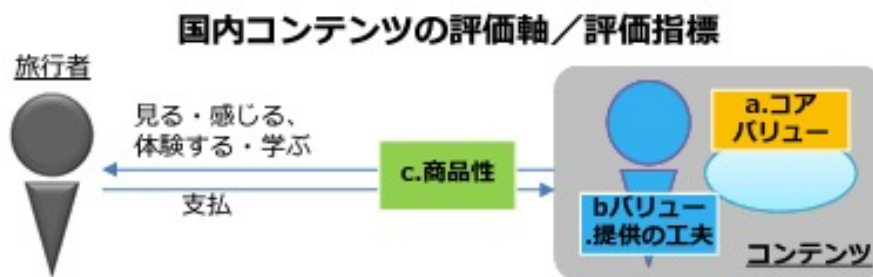 国内コンテンツの評価軸／評価指標
旅行者
見る・感じる、
体験する・学ぶ
支払
c.商品性
a.コア
バリュー
bバリュー
.提供の工夫
コンテンツ